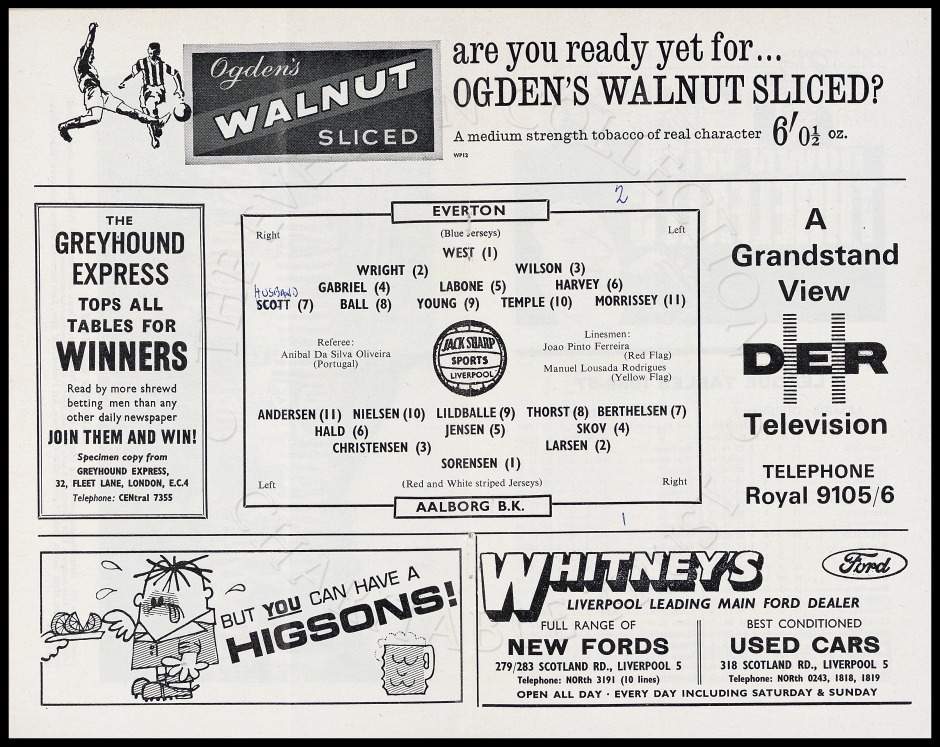 Ogden's
WALNUT
SLICED
are you ready yet for...
OGDEN'S WALNUT SLICED?
A medium strength tobacco of real character 6'0½ oz.
WP12
THE
GREYHOUND
EXPRESS
TOPS ALL
TABLES FOR
WINNERS
Read by more shrewd
betting men than any
other daily newspaper
JOIN THEM AND WIN!
Specimen copy from
GREYHOUND EXPRESS,
32, FLEET LANE, LONDON, E.C.4
Telephone: CENtral 7355
2
EVERTON
Right (Blue Jerseys) Left
WEST (1)
WRIGHT (2) WILSON (3)
GABRIEL (4) LABONE (5) HARVEY (6)
HUSBAND
SCOTT (7) BALL (8) YOUNG (9) TEMPLE (10) MORRISSEY (11)
Referee:
Anibal Da Silva Oliveira
(Portugal)
JACK SHARP
SPORTS
LIVERPOOL
Linesmen:
Joao Pinto Ferreira
(Red Flag)
Manuel Lousada Rodrigues
(Yellow Flag)
ANDERSEN (11) NIELSEN (10) LILDBALLE (9) THORST (8) BERTHELSEN (7)
HALD (6) JENSEN (5) SKOV (4)
CHRISTENSEN (3) LARSEN (2)
SORENSEN (1)
Left (Red and White striped Jerseys) Right
AALBORG B.K.
1
A
Grandstand
View
DER
Television
TELEPHONE
Royal 9105/6
BUT YOU CAN HAVE A
HIGSONS!
WHITNEY'S
Ford
LIVERPOOL LEADING MAIN FORD DEALER
FULL RANGE OF
NEW FORDS
279/283 SCOTLAND RD., LIVERPOOL 5
Telephone: NORth 3191 (10 lines)
BEST CONDITIONED
USED CARS
318 SCOTLAND RD., LIVERPOOL 5
Telephone: NORth 0243, 1818, 1819
OPEN ALL DAY · EVERY DAY INCLUDING SATURDAY & SUNDAY